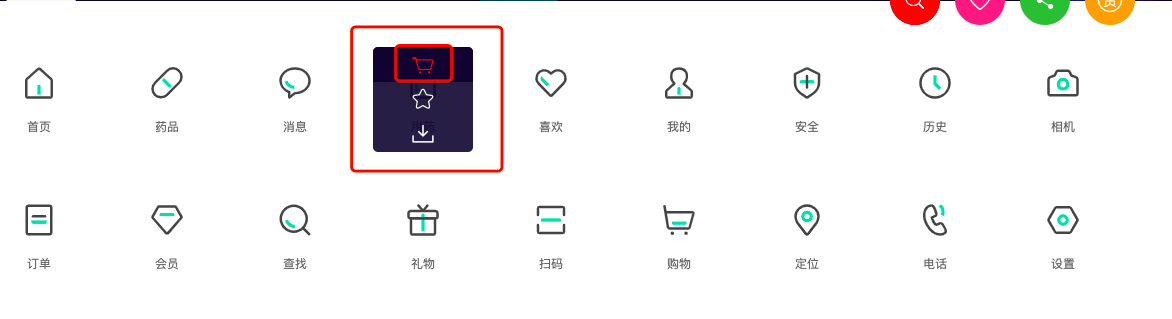 首页
药品
消息
喜欢
我的
安全
历史
相机
订单
会员
查找
礼物
扫码
购物
定位
电话
设置